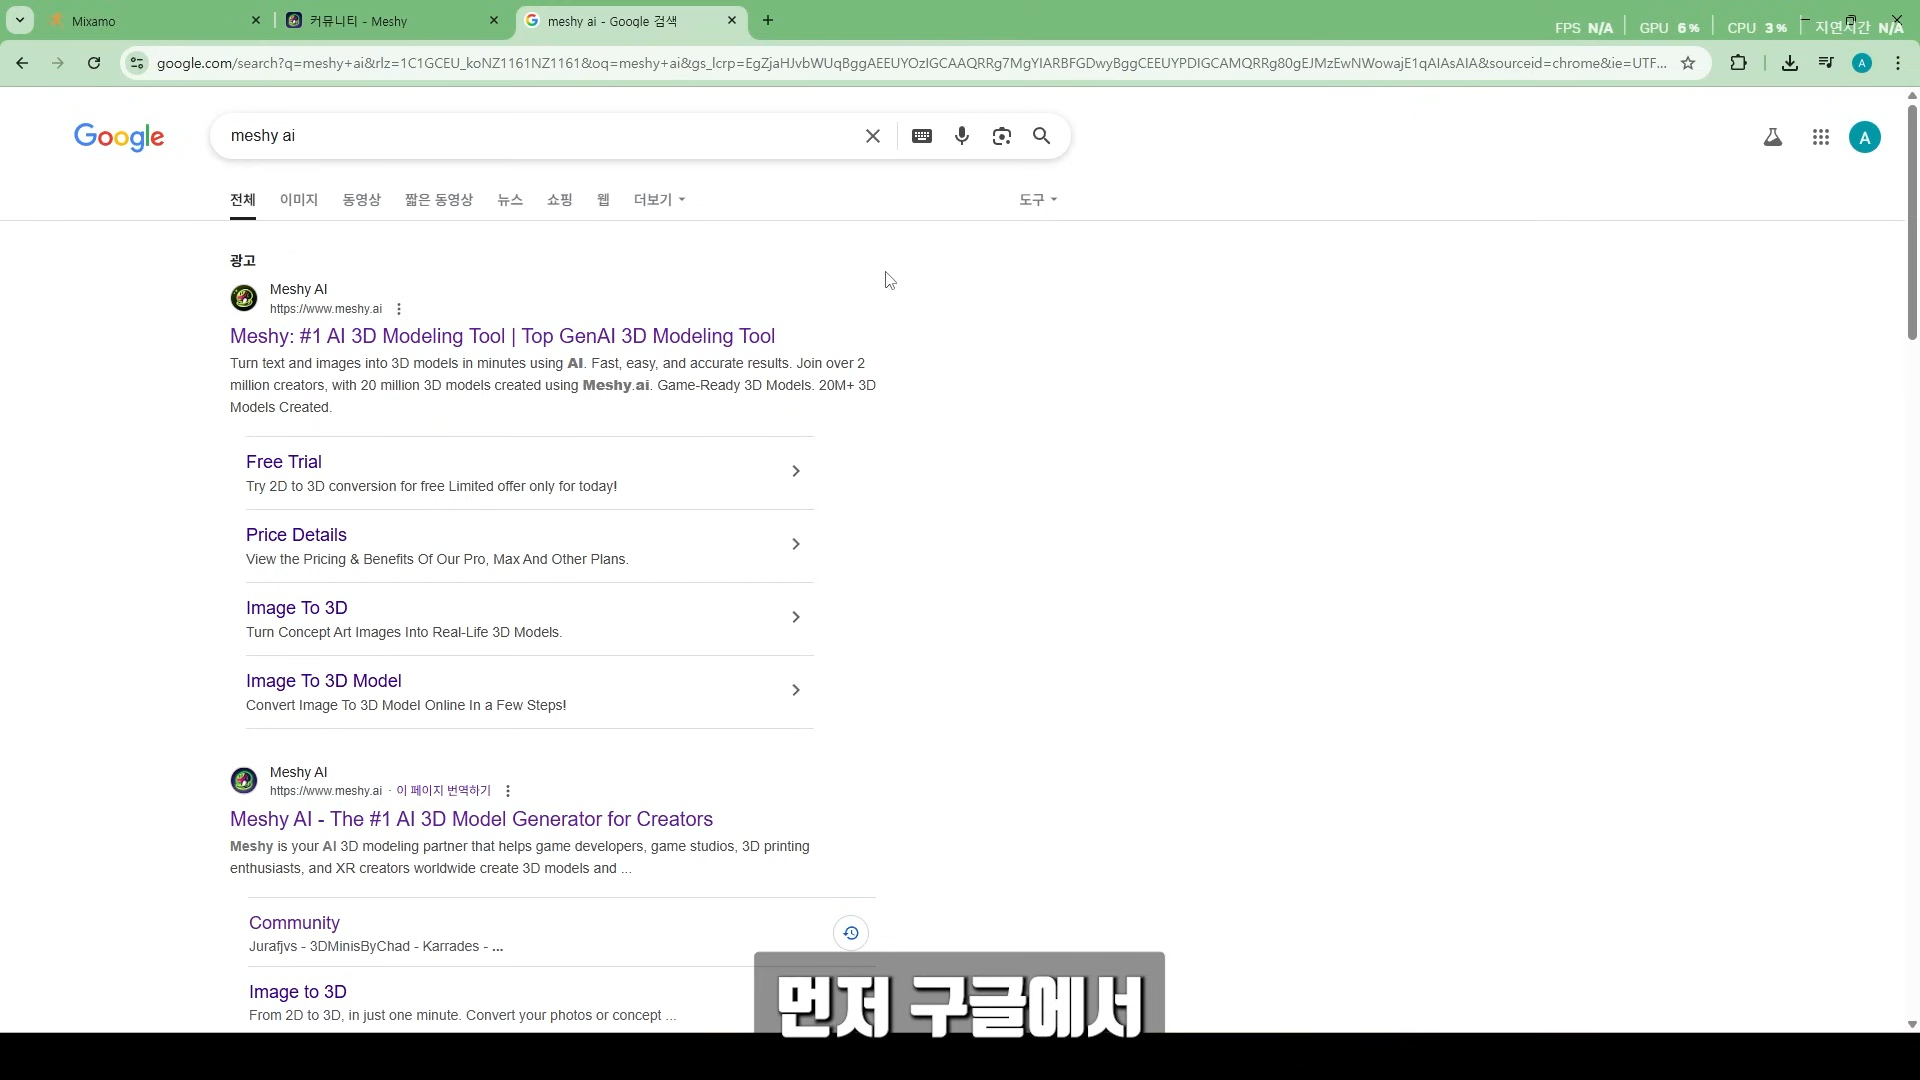 Mixamo
커뮤니티 - Meshy
meshy ai - Google 검색
FPS N/A GPU 6% CPU 3% 지연시간 N/A
google.com/search?q=meshy+ai&rlz=1C1GCEU_koNZ1161NZ1161&oq=meshy+ai&gs_lcrp=EgZjaHJvbWUqBggAEEUYOzIGCAAQRRg7MgYIARBFGDwyBggCEEUYPDIGCAMQRRg80gEJMzEwNWowajE1qAIAsAIA&sourceid=chrome&ie=UTF...
A
Google
meshy ai
A
전체 이미지 동영상 짧은 동영상 뉴스 쇼핑 웹 더보기 도구
광고
Meshy AI
https://www.meshy.ai
Meshy: #1 AI 3D Modeling Tool | Top GenAI 3D Modeling Tool
Turn text and images into 3D models in minutes using AI. Fast, easy, and accurate results. Join over 2
million creators, with 20 million 3D models created using Meshy.ai. Game-Ready 3D Models. 20M+ 3D
Models Created.
Free Trial
Try 2D to 3D conversion for free Limited offer only for today!
Price Details
View the Pricing & Benefits Of Our Pro, Max And Other Plans.
Image To 3D
Turn Concept Art Images Into Real-Life 3D Models.
Image To 3D Model
Convert Image To 3D Model Online In a Few Steps!
Meshy AI
https://www.meshy.ai · 이 페이지 번역하기
Meshy AI - The #1 AI 3D Model Generator for Creators
Meshy is your AI 3D modeling partner that helps game developers, game studios, 3D printing
enthusiasts, and XR creators worldwide create 3D models and ...
Community
Jurafjvs - 3DMinisByChad - Karrades - ...
Image to 3D
From 2D to 3D, in just one minute. Convert your photos or concept ...
먼저 구글에서